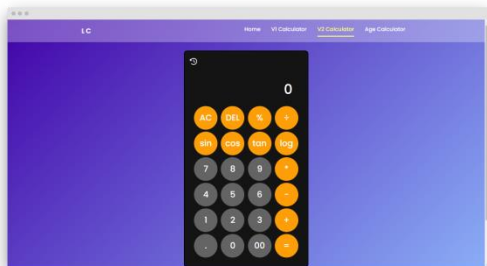 LC
Home V1 Calculator V2 Calculator Age Calculator
0
AC DEL % ÷
sin cos tan log
7 8 9 *
4 5 6 -
1 2 3 +
. 0 00 =